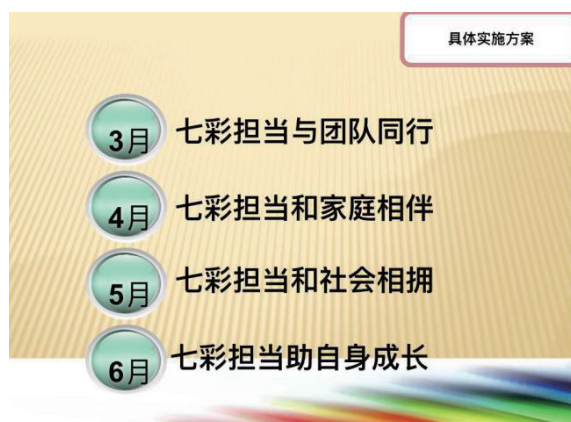 具体实施方案
3月 七彩担当与团队同行
4月 七彩担当和家庭相伴
5月 七彩担当和社会相拥
6月 七彩担当助自身成长